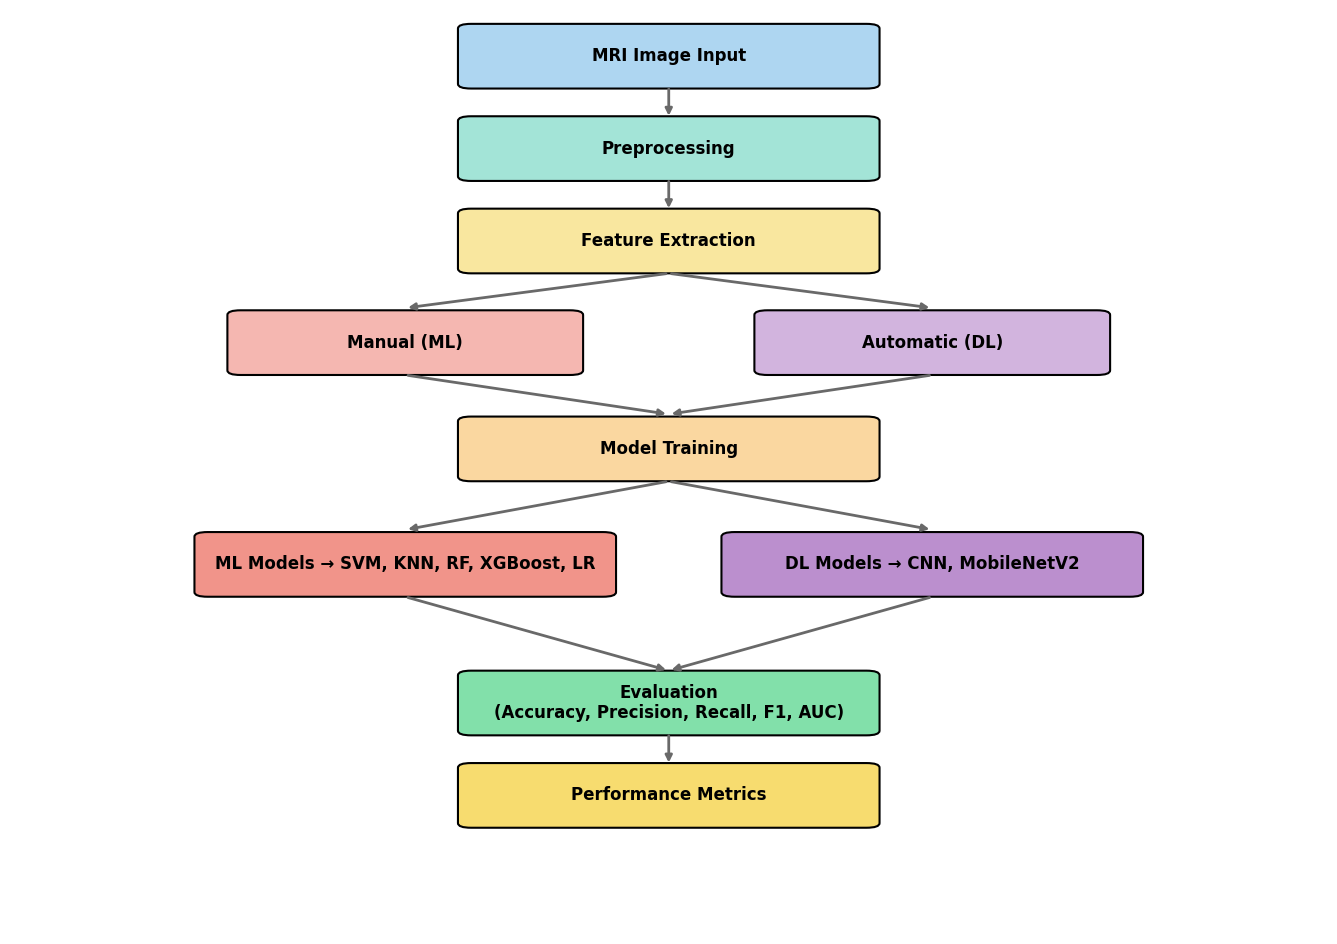 MRI Image Input
Preprocessing
Feature Extraction
Manual (ML)
Automatic (DL)
Model Training
ML Models → SVM, KNN, RF, XGBoost, LR
DL Models → CNN, MobileNetV2
Evaluation
(Accuracy, Precision, Recall, F1, AUC)
Performance Metrics